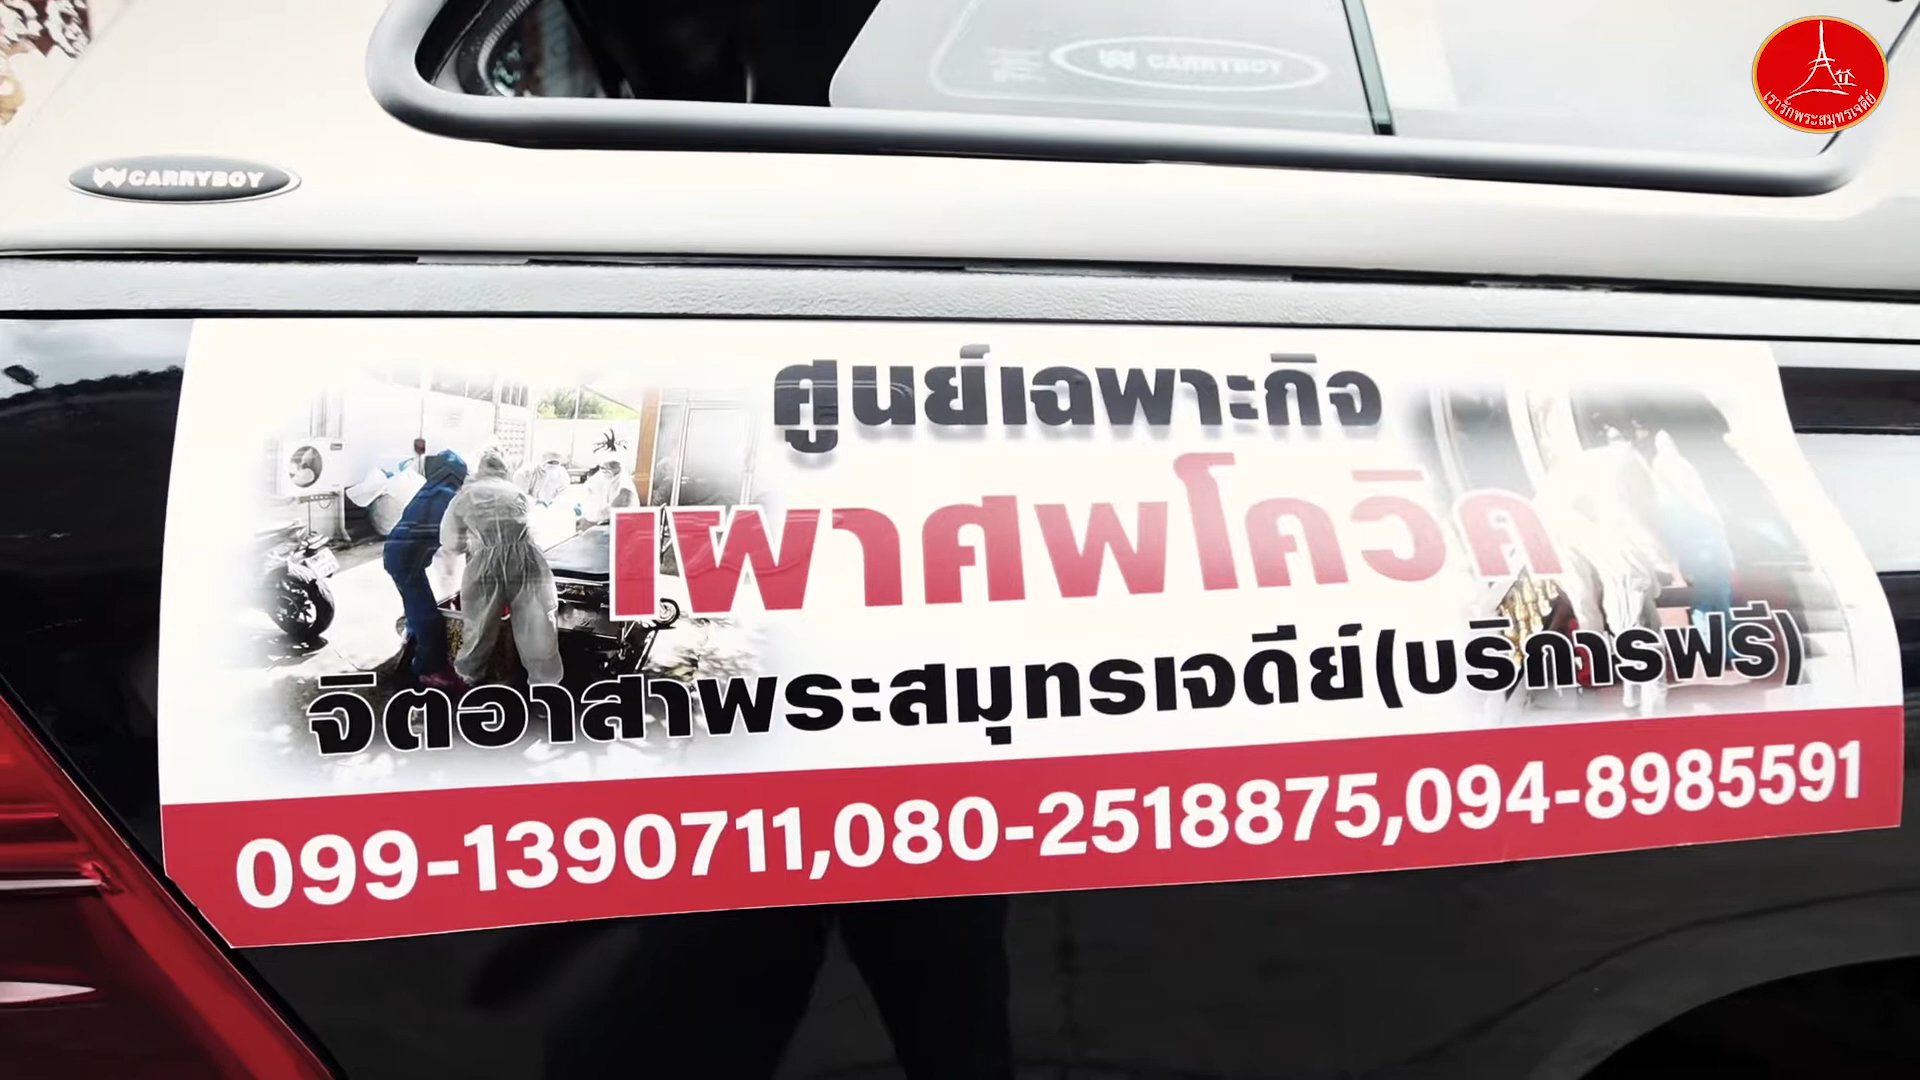 CARRYBOY
เรารักพระสมุทรเจดีย์
CARRYBOY
ศูนย์เฉพาะกิจ
เผาศพโควิด
จิตอาสาพระสมุทรเจดีย์(บริการฟรี)
099-1390711,080-2518875,094-8985591